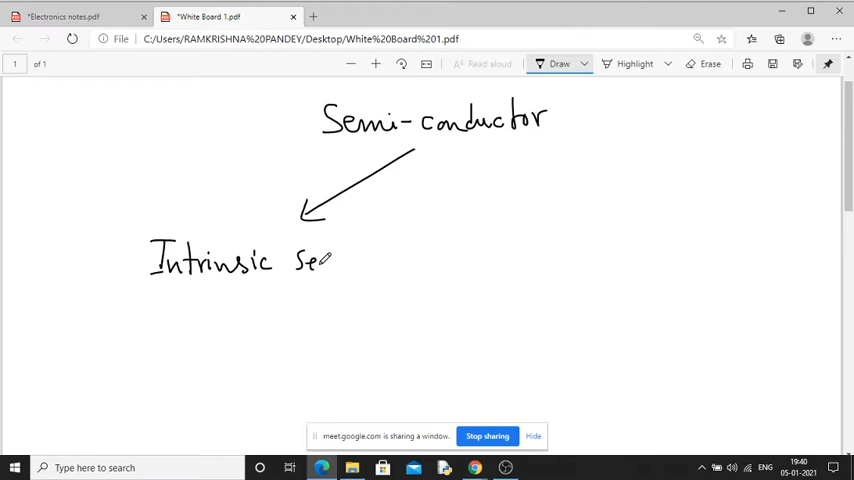 *Electronics notes.pdf
*White Board 1.pdf
File C:/Users/RAMKRISHNA%20PANDEY/Desktop/White%20Board%201.pdf
1 of 1 Read aloud Draw Highlight Erase
Semi-conductor
Intrinsic Se
meet.google.com is sharing a window. Stop sharing Hide
Type here to search
ENG
19:40
05-01-2021